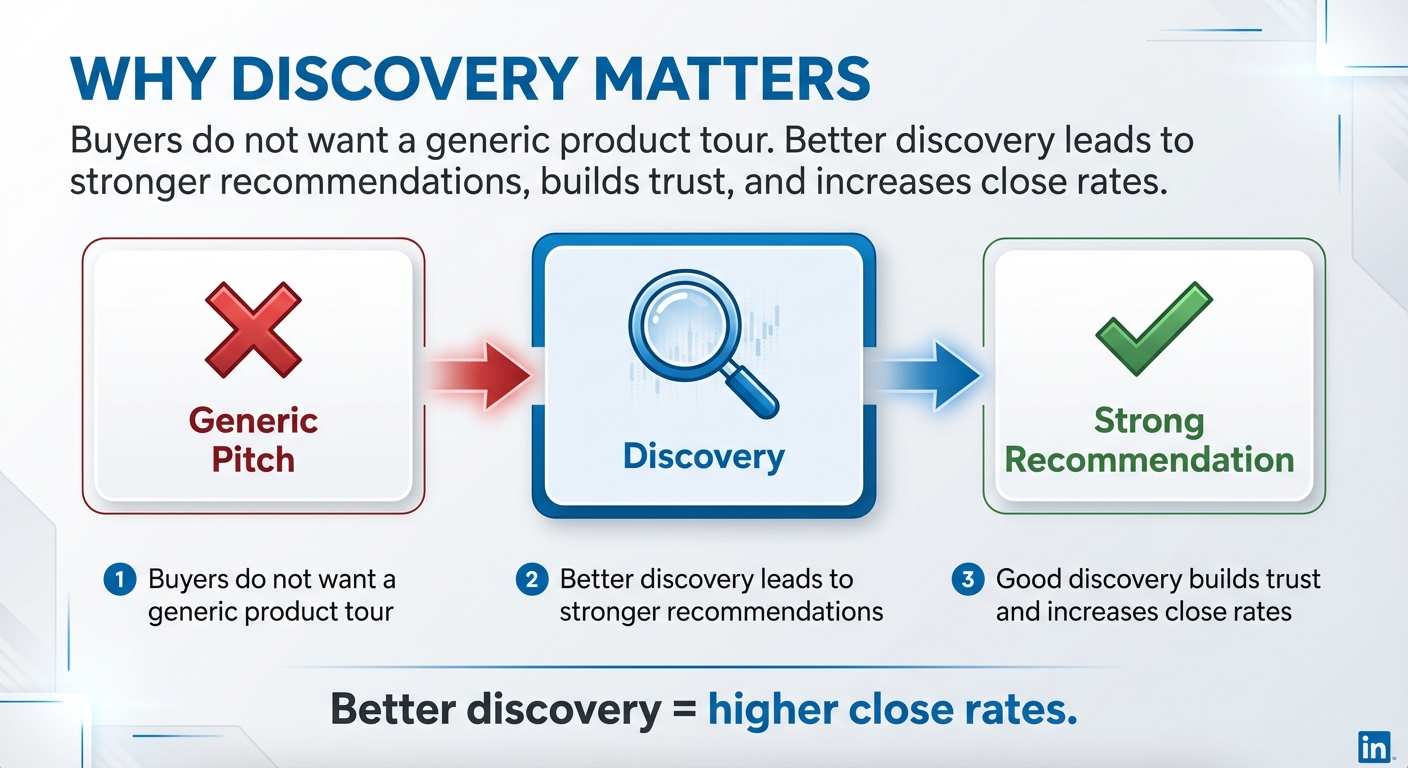 WHY DISCOVERY MATTERS
Buyers do not want a generic product tour. Better discovery leads to
stronger recommendations, builds trust, and increases close rates.
Generic
Pitch
Discovery
Strong
Recommendation
1 Buyers do not want a
generic product tour
2 Better discovery leads to
stronger recommendations
3 Good discovery builds trust
and increases close rates
Better discovery = higher close rates.
in